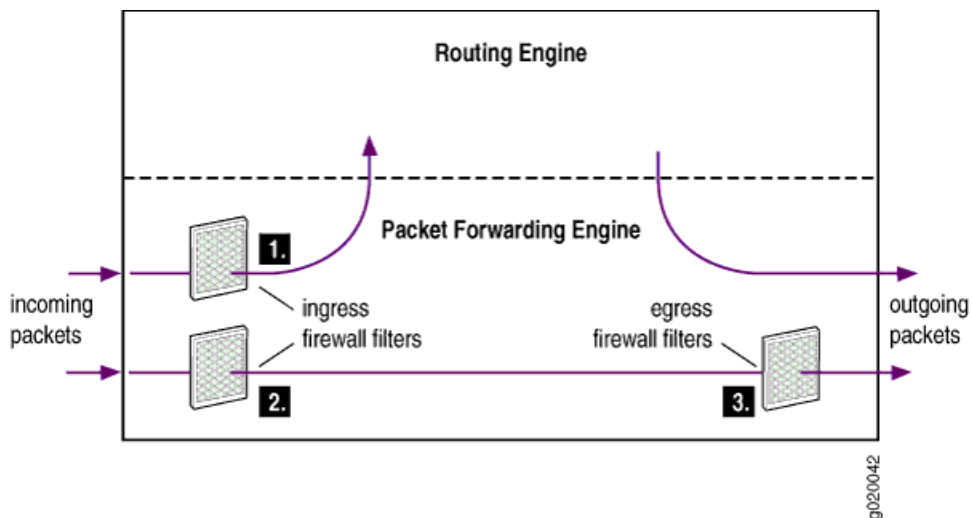 Routing Engine
Packet Forwarding Engine
1.
incoming
packets
ingress
firewall filters
egress
firewall filters
outgoing
packets
2.
3.
g020042